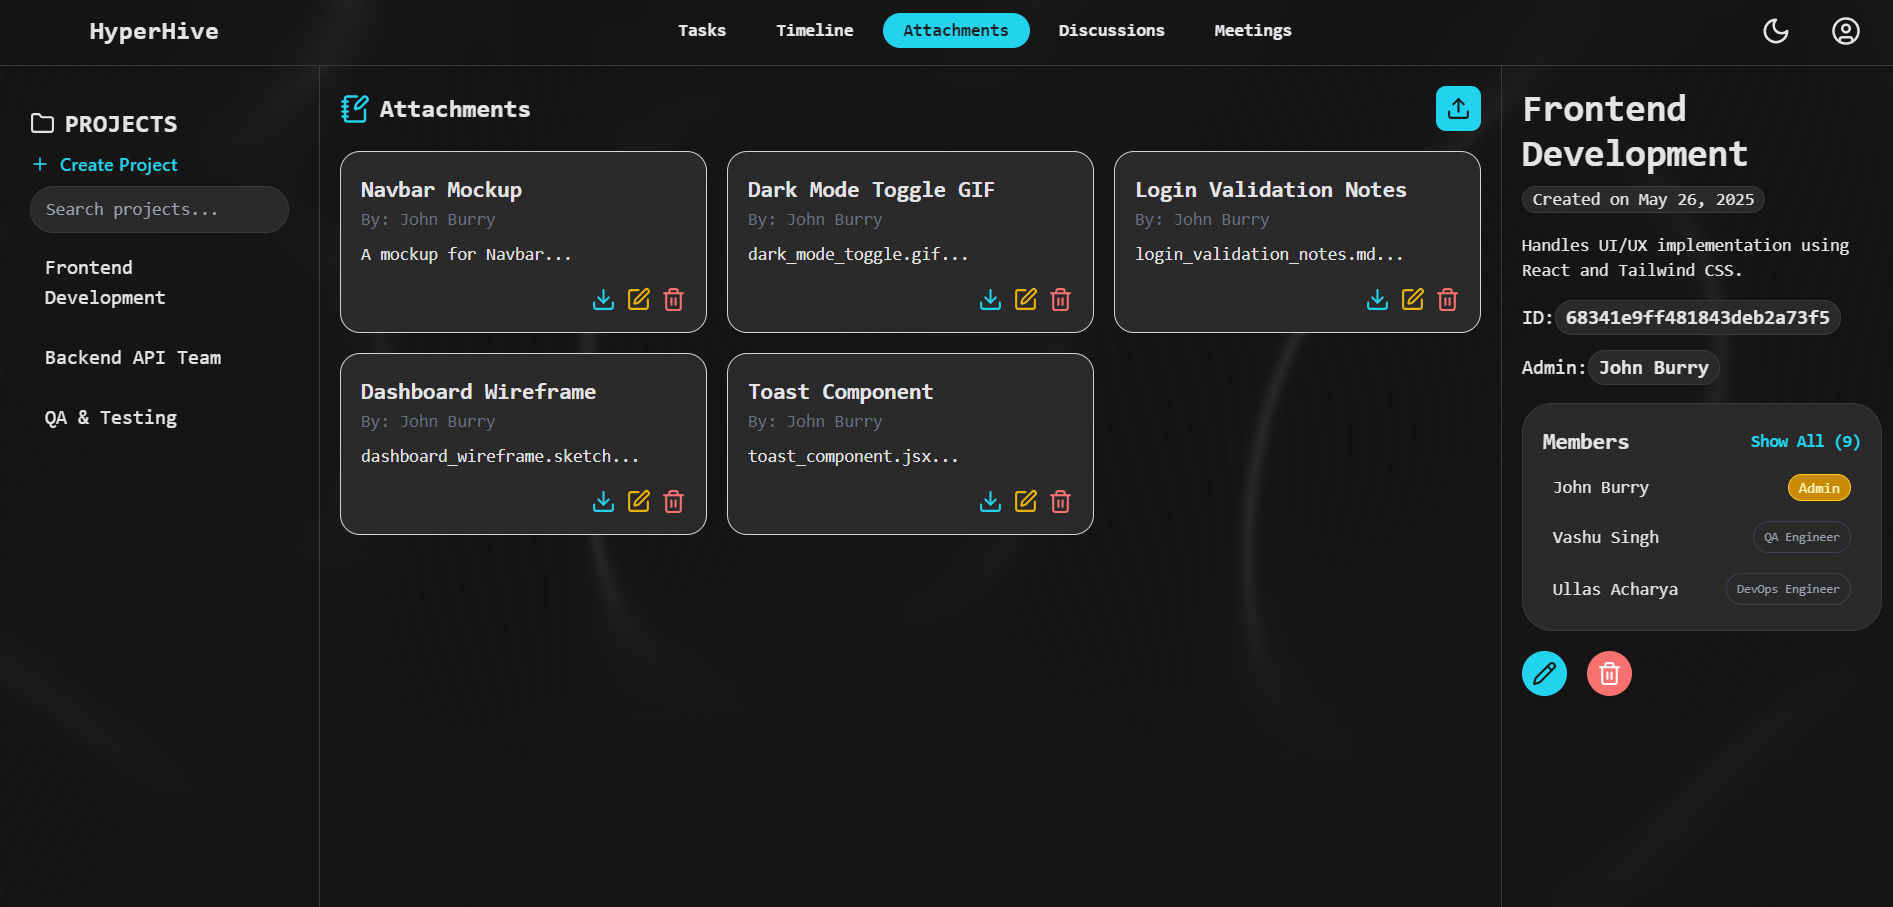 HyperHive
Tasks
Timeline
Attachments
Discussions
Meetings
PROJECTS
Create Project
Search projects...
Frontend
Development
Backend API Team
QA & Testing
Attachments
Navbar Mockup
By: John Burry
A mockup for Navbar...
Dark Mode Toggle GIF
By: John Burry
dark_mode_toggle.gif...
Login Validation Notes
By: John Burry
login_validation_notes.md...
Dashboard Wireframe
By: John Burry
dashboard_wireframe.sketch...
Toast Component
By: John Burry
toast_component.jsx...
Frontend
Development
Created on May 26, 2025
Handles UI/UX implementation using
React and Tailwind CSS.
ID: 68341e9ff481843deb2a73f5
Admin: John Burry
Members
Show All (9)
John Burry
Admin
Vashu Singh
QA Engineer
Ullas Acharya
DevOps Engineer